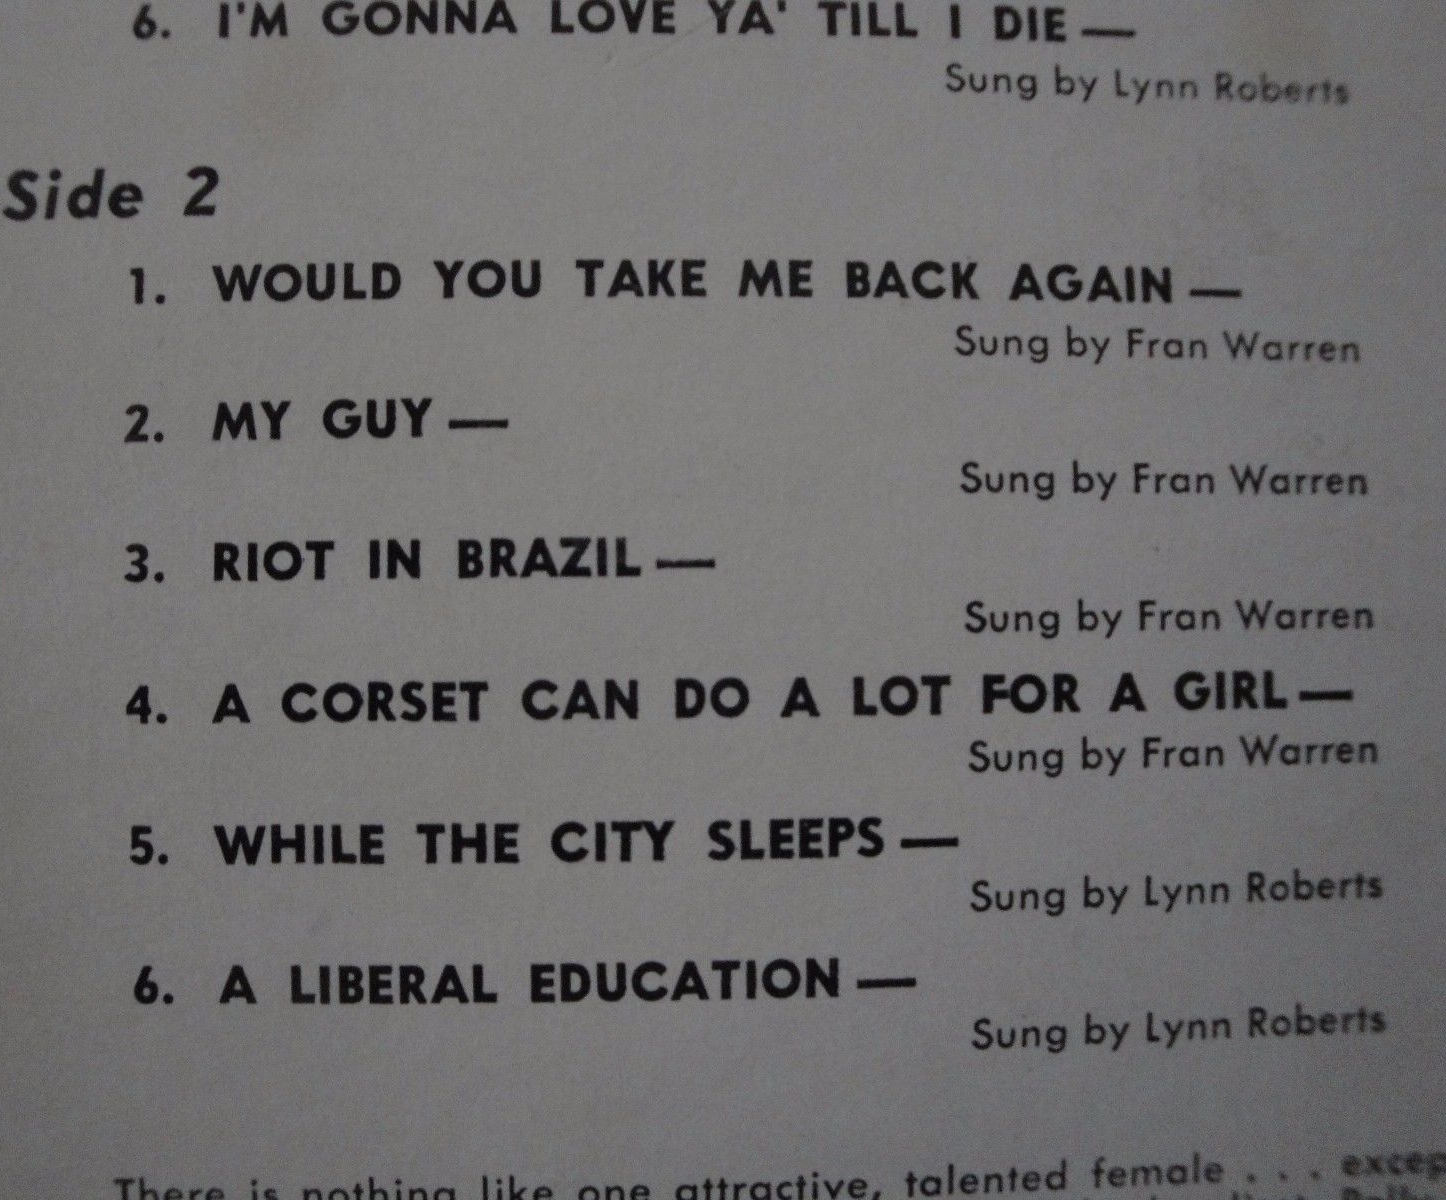 6. I'M GONNA LOVE YA' TILL I DIE —
Sung by Lynn Roberts
Side 2
1. WOULD YOU TAKE ME BACK AGAIN —
Sung by Fran Warren
2. MY GUY —
Sung by Fran Warren
3. RIOT IN BRAZIL —
Sung by Fran Warren
4. A CORSET CAN DO A LOT FOR A GIRL —
Sung by Fran Warren
5. WHILE THE CITY SLEEPS —
Sung by Lynn Roberts
6. A LIBERAL EDUCATION —
Sung by Lynn Roberts
There is nothing like one attractive, talented female . . .